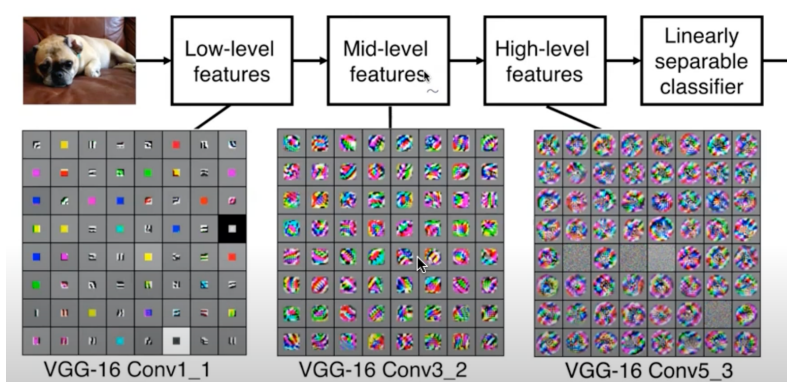 Low-level
features
Mid-level
features
High-level
features
Linearly
separable
classifier
VGG-16 Conv1_1
VGG-16 Conv3_2
VGG-16 Conv5_3